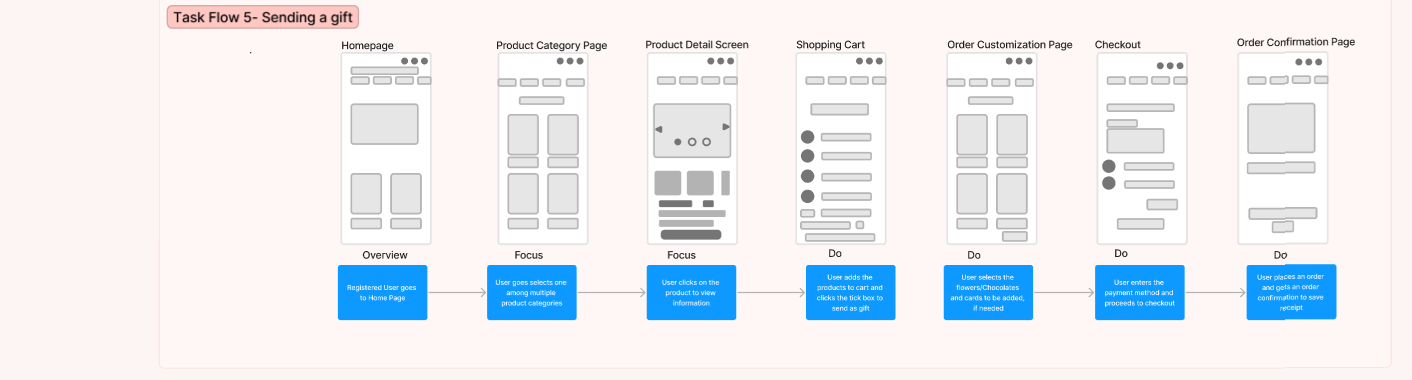 Task Flow 5- Sending a gift
Homepage
Product Category Page
Product Detail Screen
Shopping Cart
Order Customization Page
Checkout
Order Confirmation Page
Overview
Focus
Focus
Do
Do
Do
Do
Registered User goes
to Home Page
User goes selects one
among multiple
product categories
User clicks on the
product to view
information
User adds the
products to cart and
clicks the tick box to
send as gift
User selects the
flowers/Chocolates
and cards to be added,
if needed
User enters the
payment method and
proceeds to checkout
User places an order
and gets an order
confirmation to save
receipt